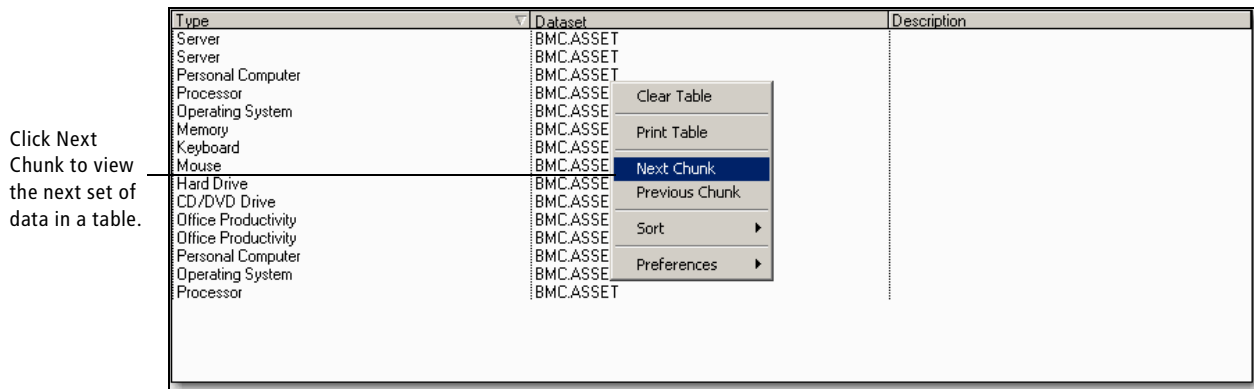 Type Dataset Description
Server BMC.ASSET
Server BMC.ASSET
Personal Computer BMC.ASSET
Processor BMC.ASSE
Operating System BMC.ASSE
Memory BMC.ASSE
Keyboard BMC.ASSE
Mouse BMC.ASSE
Hard Drive BMC.ASSE
CD/DVD Drive BMC.ASSE
Office Productivity BMC.ASSE
Office Productivity BMC.ASSE
Personal Computer BMC.ASSE
Operating System BMC.ASSE
Processor BMC.ASSET
Clear Table
Print Table
Next Chunk
Previous Chunk
Sort
Preferences
Click Next
Chunk to view
the next set of
data in a table.